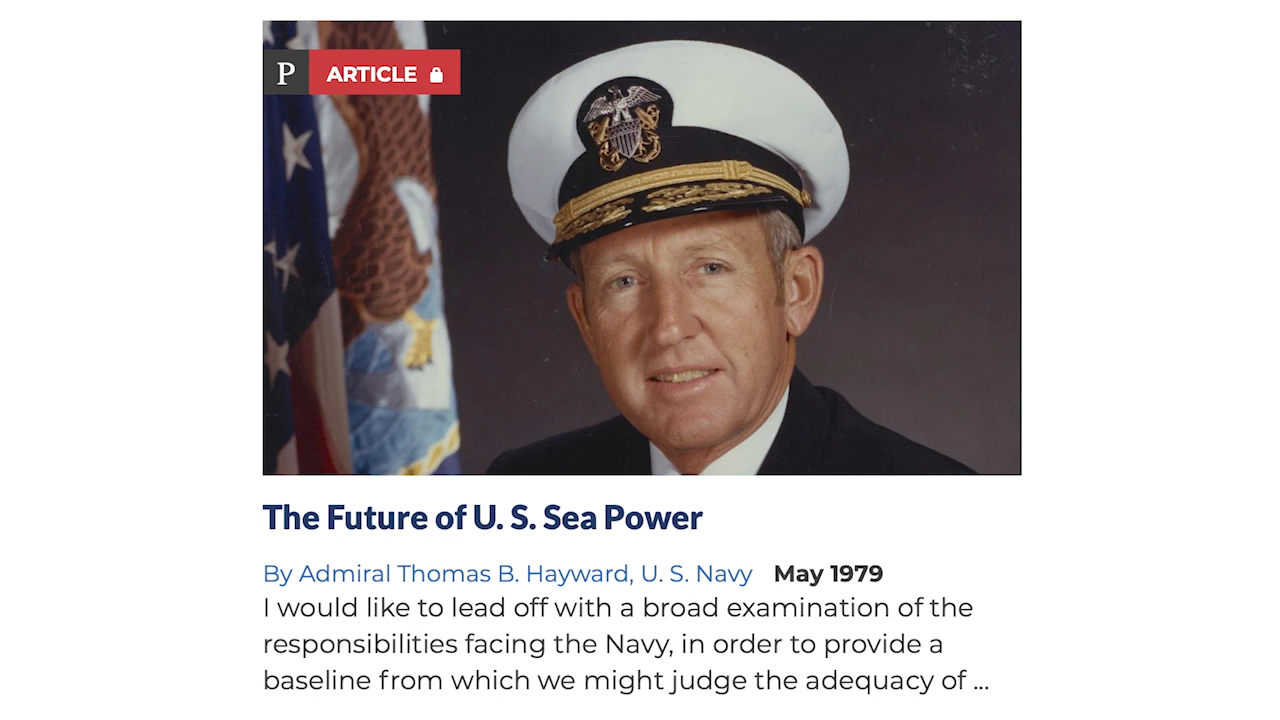 P ARTICLE
The Future of U. S. Sea Power
By Admiral Thomas B. Hayward, U. S. Navy May 1979
I would like to lead off with a broad examination of the
responsibilities facing the Navy, in order to provide a
baseline from which we might judge the adequacy of ...